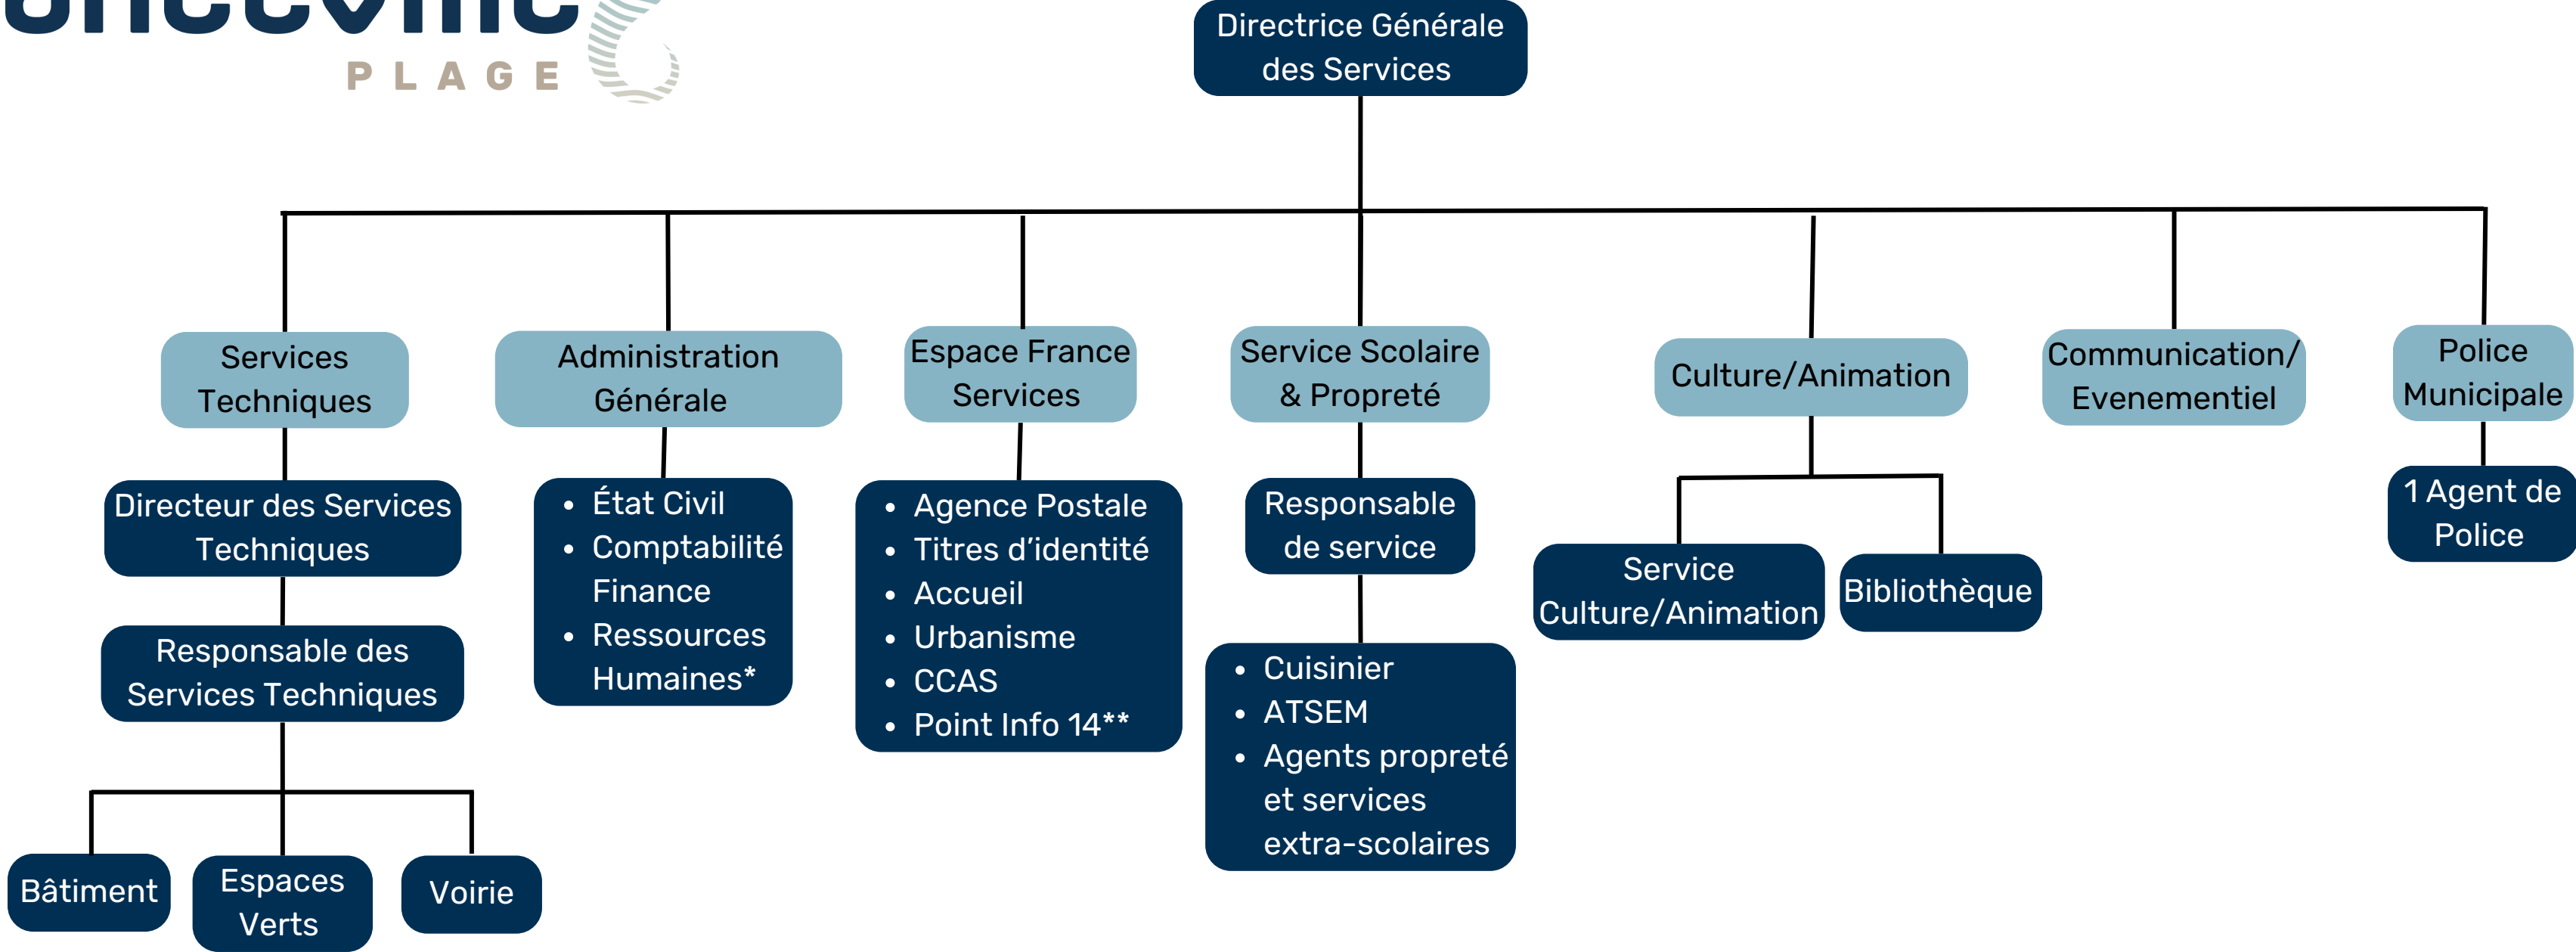 PLAGE
Directrice Générale
des Services
Services
Techniques
Administration
Générale
Espace France
Services
Service Scolaire
& Propreté
Culture/Animation
Communication/
Evenementiel
Police
Municipale
Directeur des Services
Techniques
• État Civil
• Comptabilité
Finance
• Ressources
Humaines*
• Agence Postale
• Titres d’identité
• Accueil
• Urbanisme
• CCAS
• Point Info 14**
Responsable
de service
Service
Culture/Animation
Bibliothèque
1 Agent de
Police
Responsable des
Services Techniques
• Cuisinier
• ATSEM
• Agents propreté
et services
extra-scolaires
Bâtiment
Espaces
Verts
Voirie